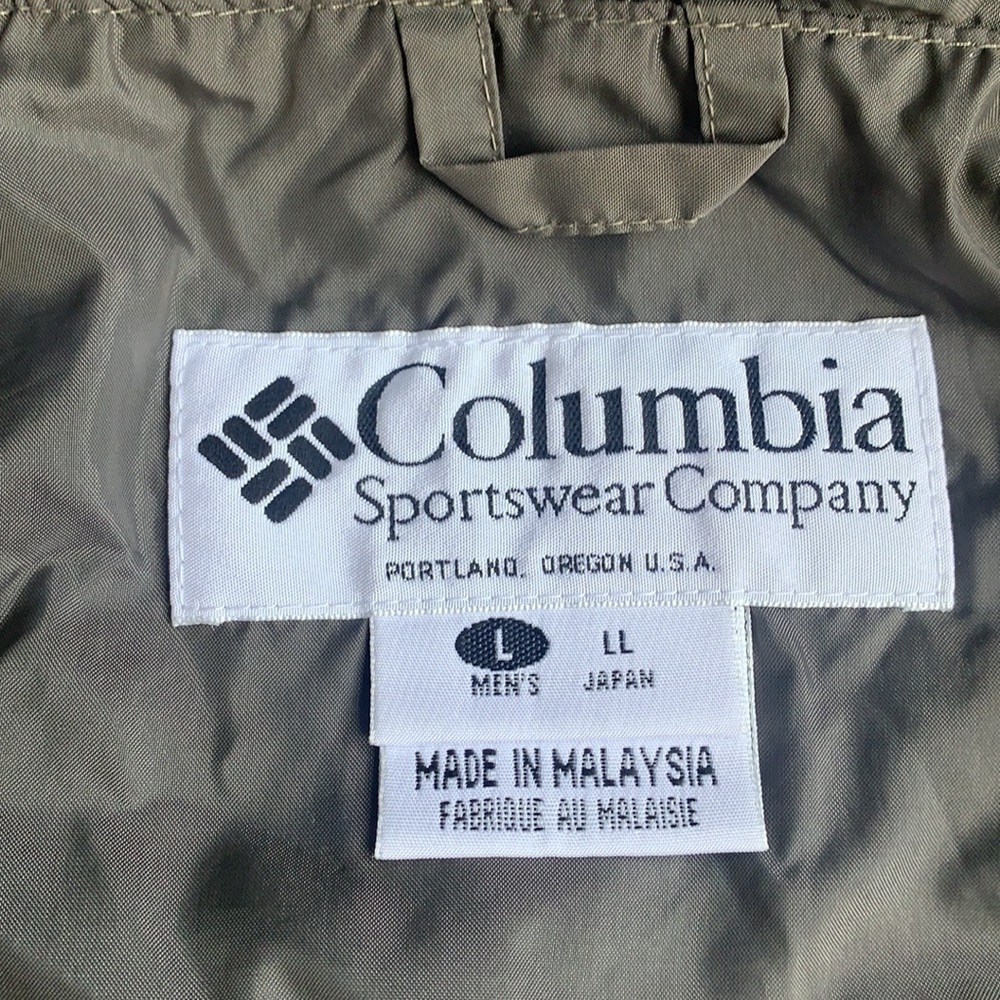 Columbia
Sportswear Company
PORTLAND, OREGON U.S.A.
L LL
MEN'S JAPAN
MADE IN MALAYSIA
FABRIQUE AU MALAISIE